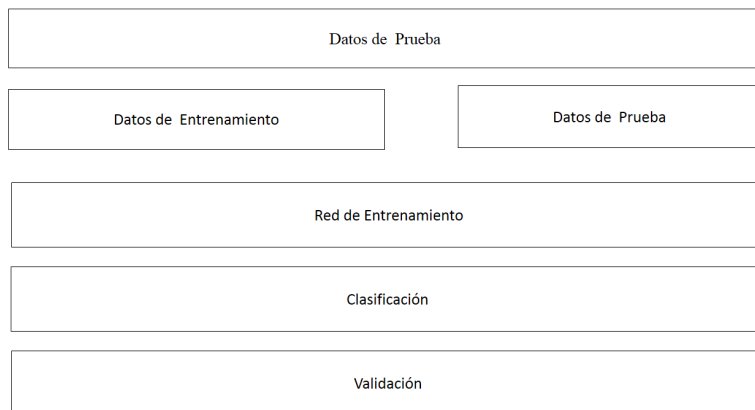 Datos de Prueba
Datos de Entrenamiento
Datos de Prueba
Red de Entrenamiento
Clasificación
Validación